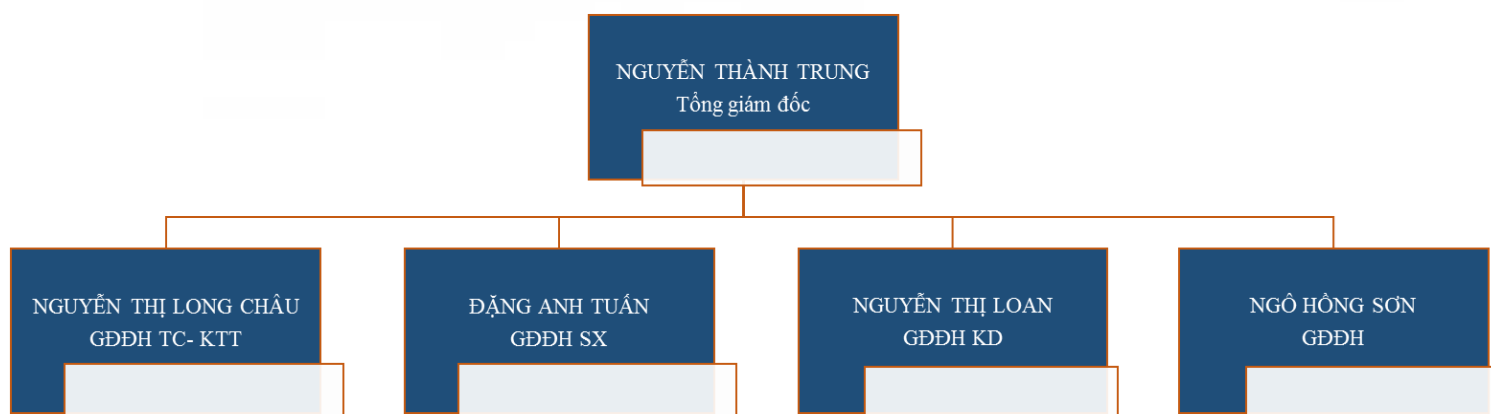 NGUYỄN THÀNH TRUNG
Tổng giám đốc
NGUYỄN THỊ LONG CHÂU
GĐĐH TC- KTT
ĐẶNG ANH TUẤN
GĐĐH SX
NGUYỄN THỊ LOAN
GĐĐH KD
NGÔ HỒNG SƠN
GĐĐH